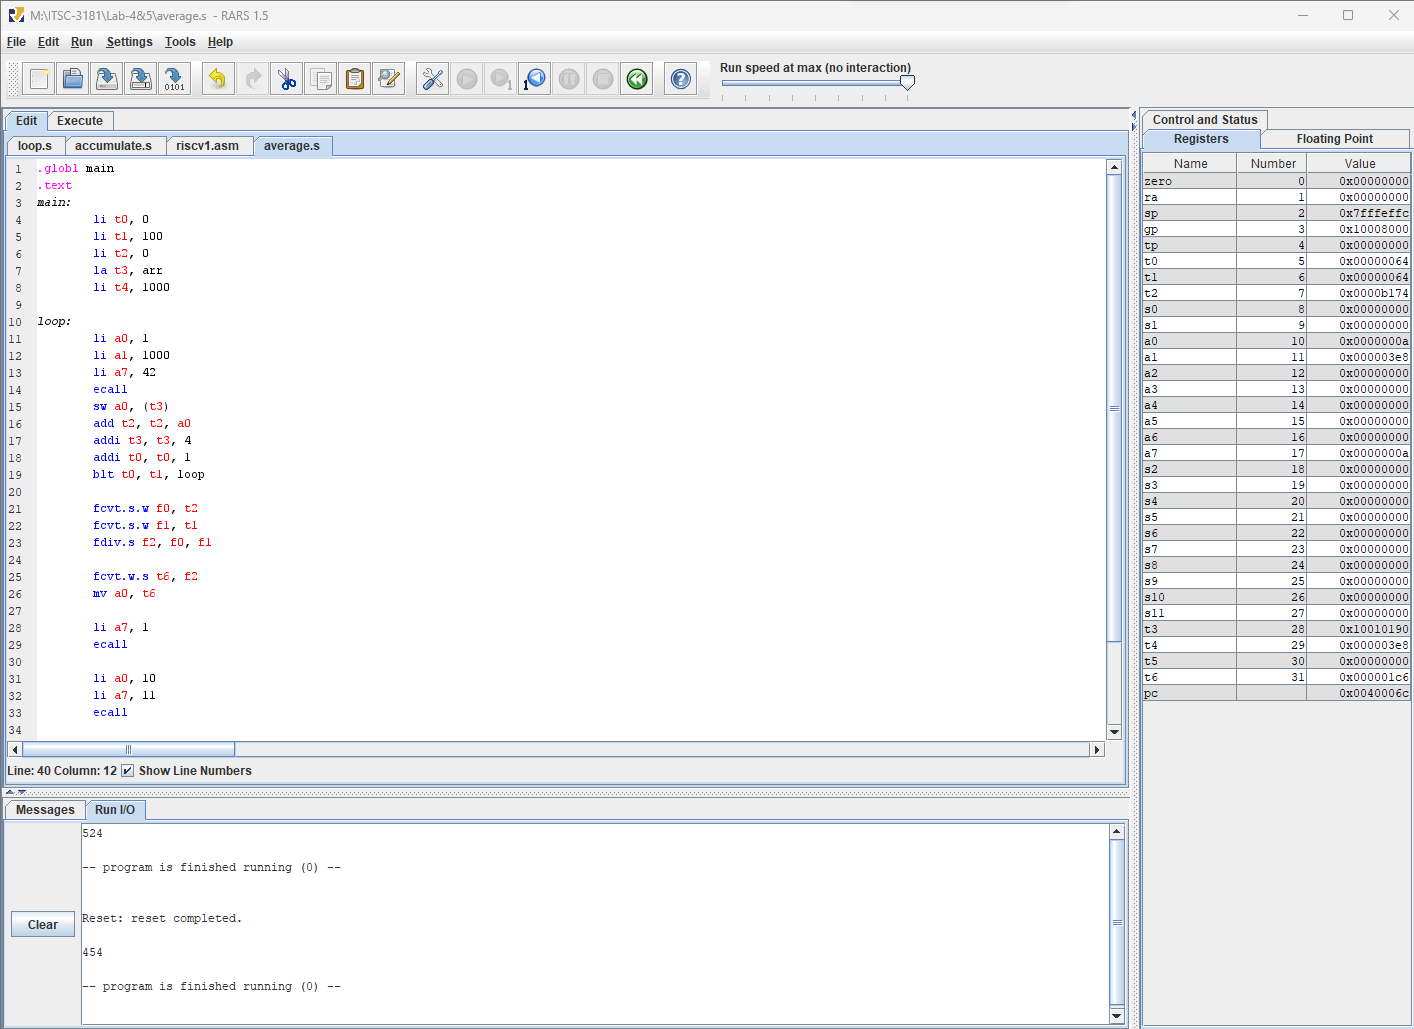 M:\ITSC-3181\Lab-4&5\average.s - RARS 1.5
File Edit Run Settings Tools Help
Run speed at max (no interaction)
0101
1
1
Edit Execute
loop.s accumulate.s riscv1.asm average.s
1 .globl main
2 .text
3 main:
4 li t0, 0
5 li t1, 100
6 li t2, 0
7 la t3, arr
8 li t4, 1000
9
10 loop:
11 li a0, 1
12 li a1, 1000
13 li a7, 42
14 ecall
15 sw a0, (t3)
16 add t2, t2, a0
17 addi t3, t3, 4
18 addi t0, t0, 1
19 blt t0, t1, loop
20
21 fcvt.s.w f0, t2
22 fcvt.s.w f1, t1
23 fdiv.s f2, f0, f1
24
25 fcvt.w.s t6, f2
26 mv a0, t6
27
28 li a7, 1
29 ecall
30
31 li a0, 10
32 li a7, 11
33 ecall
34
Line: 40 Column: 12 Show Line Numbers
Messages Run I/O
Clear
524
-- program is finished running (0) --
Reset: reset completed.
454
-- program is finished running (0) --
Control and Status
Registers Floating Point
Name Number Value
zero 0 0x00000000
ra 1 0x00000000
sp 2 0x7fffeffc
gp 3 0x10008000
tp 4 0x00000000
t0 5 0x00000064
t1 6 0x00000064
t2 7 0x0000b174
s0 8 0x00000000
s1 9 0x00000000
a0 10 0x0000000a
a1 11 0x000003e8
a2 12 0x00000000
a3 13 0x00000000
a4 14 0x00000000
a5 15 0x00000000
a6 16 0x00000000
a7 17 0x0000000a
s2 18 0x00000000
s3 19 0x00000000
s4 20 0x00000000
s5 21 0x00000000
s6 22 0x00000000
s7 23 0x00000000
s8 24 0x00000000
s9 25 0x00000000
s10 26 0x00000000
s11 27 0x00000000
t3 28 0x10010190
t4 29 0x000003e8
t5 30 0x00000000
t6 31 0x000001c6
pc 0x0040006c